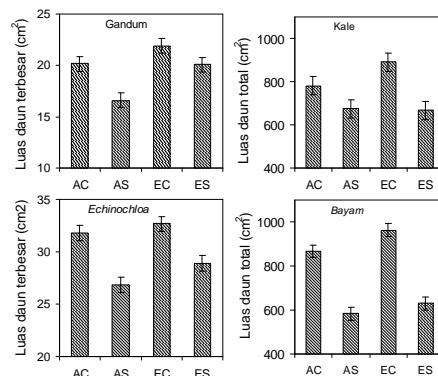 Gandum
Luas daun terbesar (cm²)
25
20
15
10
AC AS EC ES
Kale
Luas daun total (cm²)
1000
800
600
400
AC AS EC ES
Echinochloa
Luas daun terbesar (cm2)
35
30
25
20
AC AS EC ES
Bayam
Luas daun total (cm²)
1000
800
600
400
AC AS EC ES